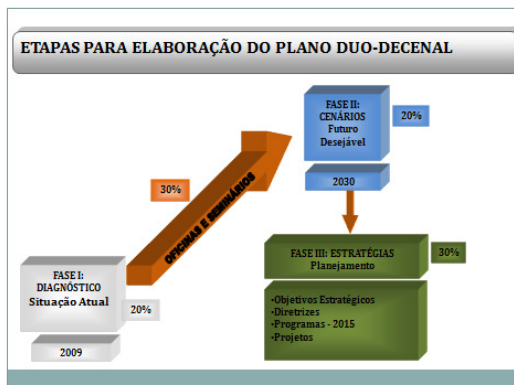 ETAPAS PARA ELABORAÇÃO DO PLANO DUO-DECENAL
FASE II:
CENÁRIOS
Futuro
Desejável
20%
2030
30%
OFICINAS E SEMINÁRIOS
FASE III: ESTRATÉGIAS
Planejamento
30%
•Objetivos Estratégicos
•Diretrizes
•Programas - 2015
•Projetos
FASE I:
DIAGNÓSTICO
Situação Atual
20%
2009